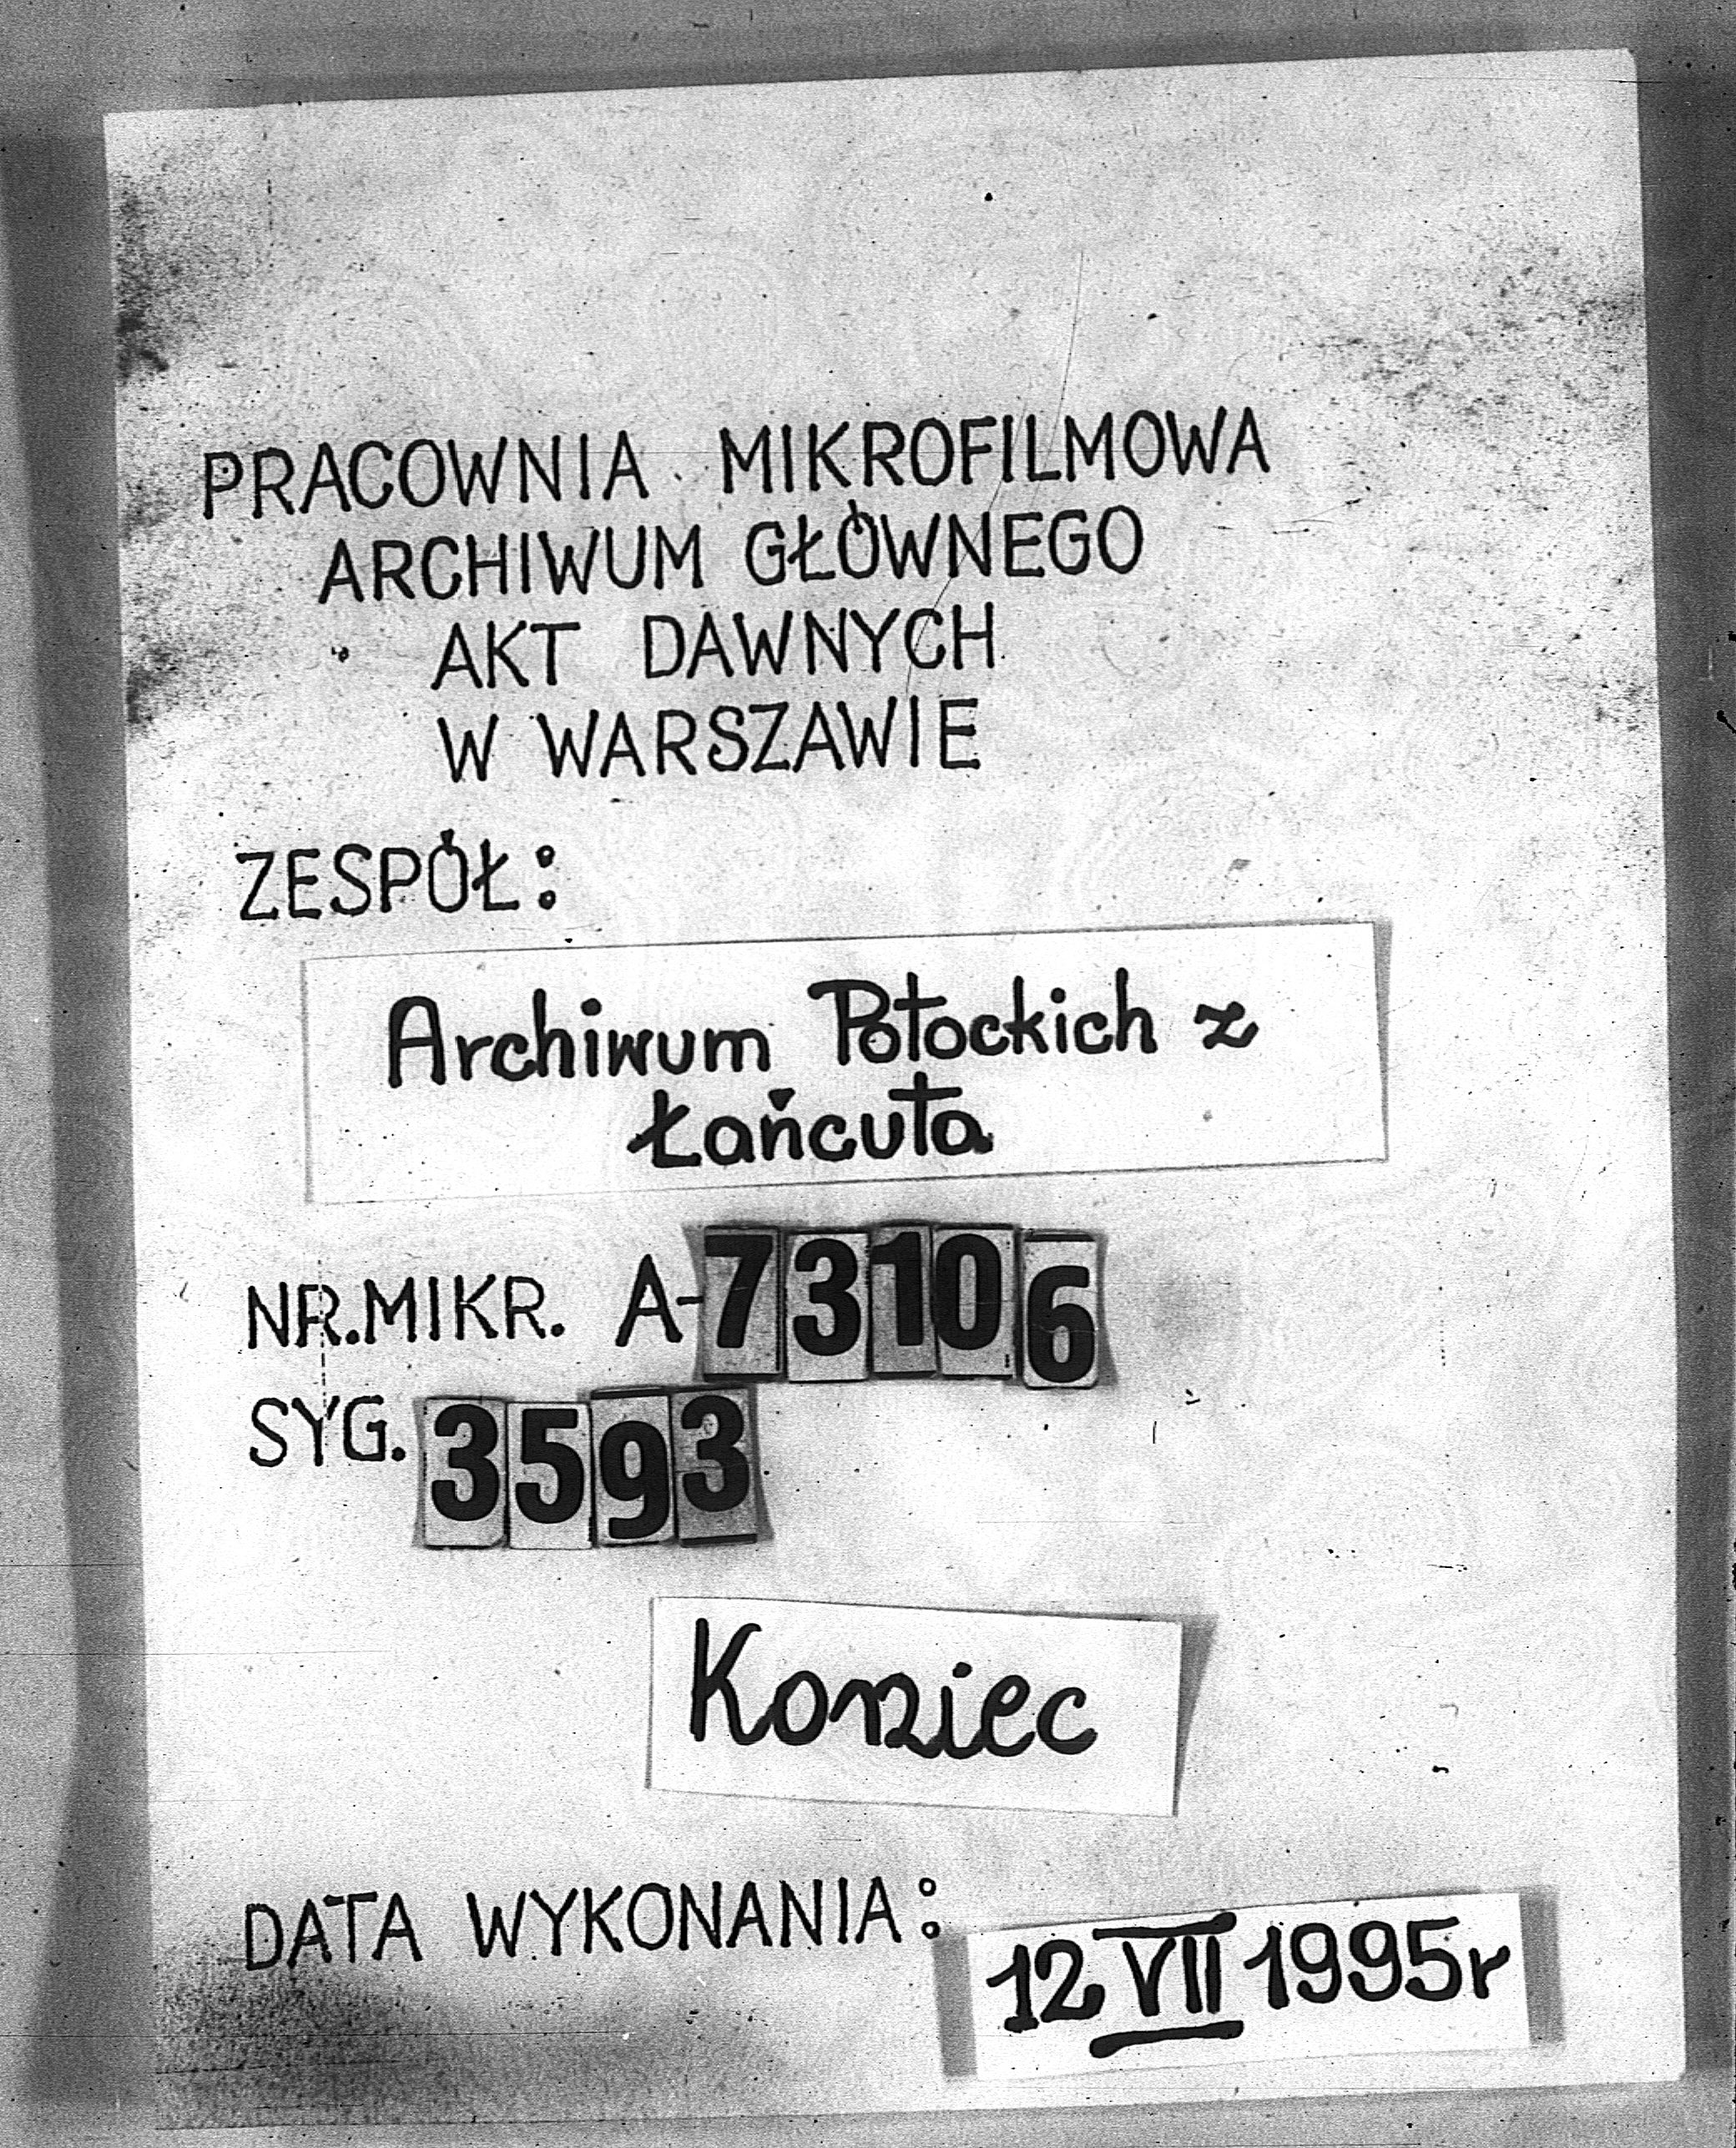 PRACOWNIA MIKROFILMOWA
ARCHIWUM GŁÓWNEGO
AKT DAWNYCH
W WARSZAWIE
ZESPÓŁ:
Archiwum Potockich z
Łańcuta
NR.MIKR. A-73106
SYG. 3593
Koniec
DATA WYKONANIA: 12 VII 1995r